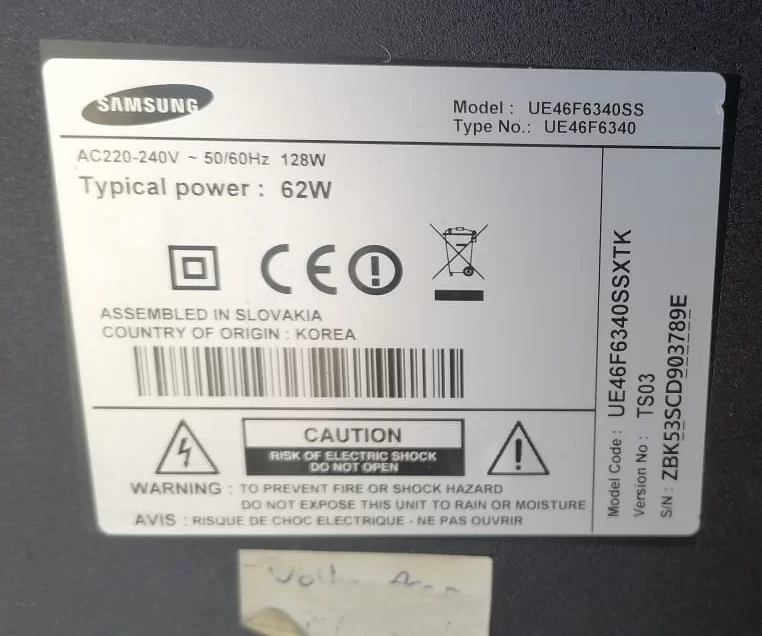 SAMSUNG
Model : UE46F6340SS
Type No.: UE46F6340
AC220-240V ~ 50/60Hz 128W
Typical power : 62W
CE
ASSEMBLED IN SLOVAKIA
COUNTRY OF ORIGIN : KOREA
CAUTION
RISK OF ELECTRIC SHOCK
DO NOT OPEN
WARNING : TO PREVENT FIRE OR SHOCK HAZARD
DO NOT EXPOSE THIS UNIT TO RAIN OR MOISTURE
AVIS : RISQUE DE CHOC ELECTRIQUE - NE PAS OUVRIR
Model Code : UE46F6340SSXTK
Version No : TS03
S/N : ZBK53SCD903789E